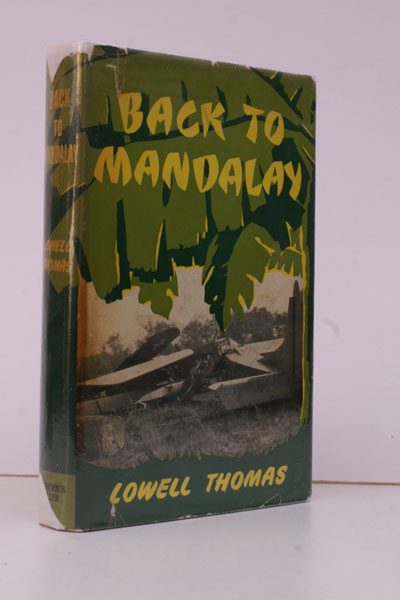 BACK TO
MANDALAY
LOWELL THOMAS
BACK
TO
MANDALAY
LOWELL
THOMAS